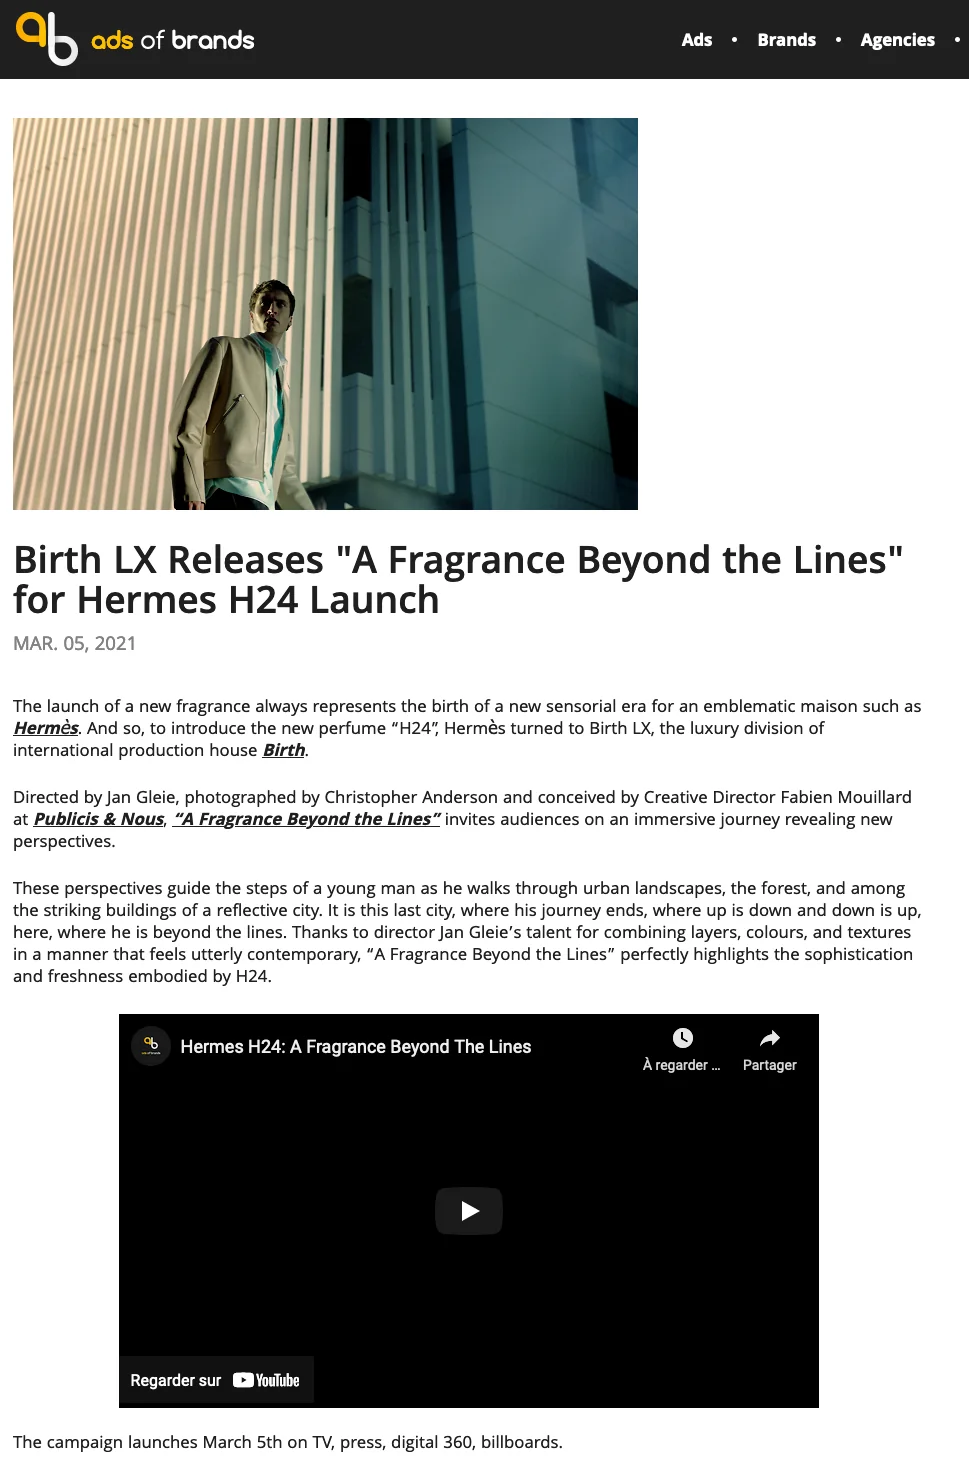 ab ads of brands
Ads • Brands • Agencies •
Birth LX Releases "A Fragrance Beyond the Lines"
for Hermes H24 Launch
MAR. 05, 2021
The launch of a new fragrance always represents the birth of a new sensorial era for an emblematic maison such as
Hermès. And so, to introduce the new perfume “H24”, Hermès turned to Birth LX, the luxury division of
international production house Birth.
Directed by Jan Gleie, photographed by Christopher Anderson and conceived by Creative Director Fabien Mouillard
at Publicis & Nous, “A Fragrance Beyond the Lines” invites audiences on an immersive journey revealing new
perspectives.
These perspectives guide the steps of a young man as he walks through urban landscapes, the forest, and among
the striking buildings of a reflective city. It is this last city, where his journey ends, where up is down and down is up,
here, where he is beyond the lines. Thanks to director Jan Gleie’s talent for combining layers, colours, and textures
in a manner that feels utterly contemporary, “A Fragrance Beyond the Lines” perfectly highlights the sophistication
and freshness embodied by H24.
ab
Hermes H24: A Fragrance Beyond The Lines
À regarder ...
Partager
Regarder sur YouTube
The campaign launches March 5th on TV, press, digital 360, billboards.